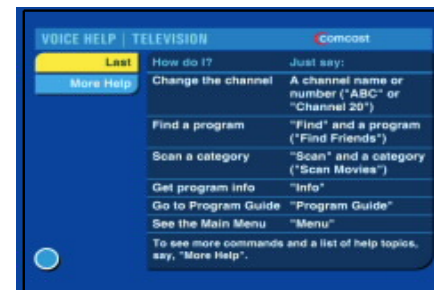 VOICE HELP | TELEVISION
Comcast
Last
More Help
How do I? Just say:
Change the channel A channel name or
number ("ABC" or
"Channel 20")
Find a program "Find" and a program
("Find Friends")
Scan a category "Scan" and a category
("Scan Movies")
Get program info "Info"
Go to Program Guide "Program Guide"
See the Main Menu "Menu"
To see more commands and a list of help topics,
say, "More Help".